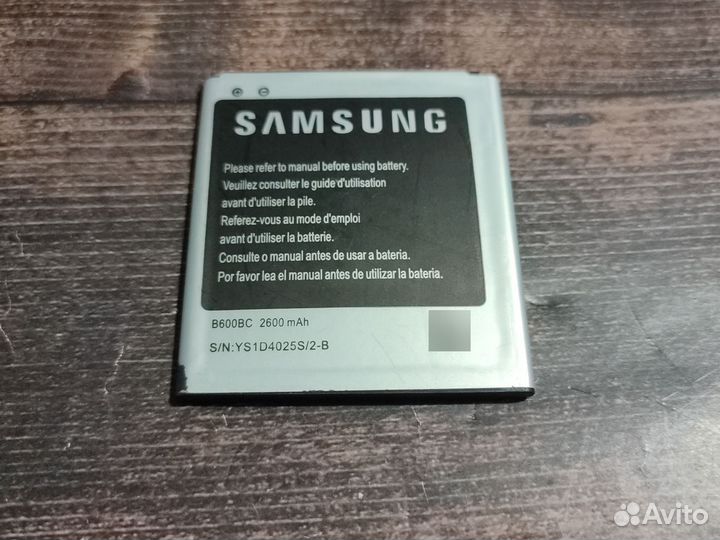 SAMSUNG
Please refer to manual before using battery.
Veuillez consulter le guide d'utilisation
avant d'utiliser la pile.
Referez-vous au mode d'emploi
avant d'utiliser la batterie.
Consulte o manual antes de usar a bateria.
Por favor lea el manual antes de utilizar la bateria.
B600BC 2600 mAh
S/N:YS1D4025S/2-B
Avito